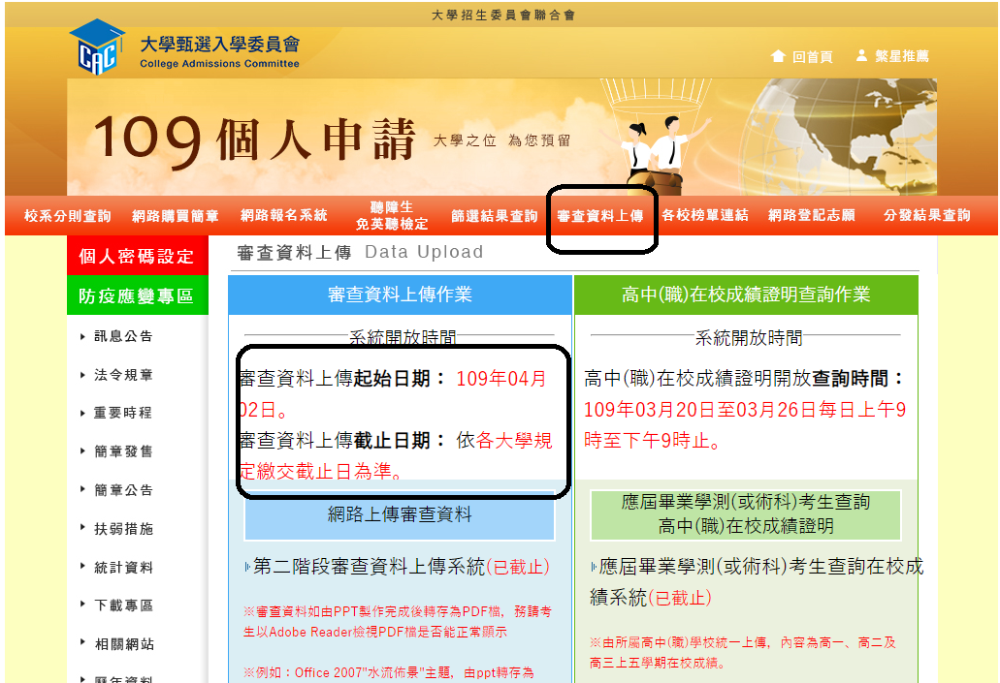 大學招生委員會聯合會
CAC
大學甄選入學委員會
College Admissions Committee
回首頁
繁星推薦
109個人申請
大學之位 為您預留
校系分則查詢
網路購買簡章
網路報名系統
聽障生
免英聽檢定
篩選結果查詢
審查資料上傳
各校榜單連結
網路登記志願
分發結果查詢
個人密碼設定
防疫應變專區
訊息公告
法令規章
重要時程
簡章發售
簡章公告
扶弱措施
統計資料
下載專區
相關網站
歷年資料
審查資料上傳 Data Upload
審查資料上傳作業
系統開放時間
審查資料上傳起始日期： 109年04月
02日。
審查資料上傳截止日期： 依各大學規
定繳交截止日為準。
網路上傳審查資料
第二階段審查資料上傳系統(已截止)
※審查資料如由PPT製作完成後轉存為PDF檔，務請考
生以Adobe Reader檢視PDF檔是否能正常顯示
※例如：Office 2007"水流佈景"主題，由ppt轉存為
高中(職)在校成績證明查詢作業
系統開放時間
高中(職)在校成績證明開放查詢時間：
109年03月20日至03月26日每日上午9
時至下午9時止。
應屆畢業學測(或術科)考生查詢
高中(職)在校成績證明
應屆畢業學測(或術科)考生查詢在校成
績系統(已截止)
※由所屬高中(職)學校統一上傳，內容為高一、高二及
高三上五學期在校成績。